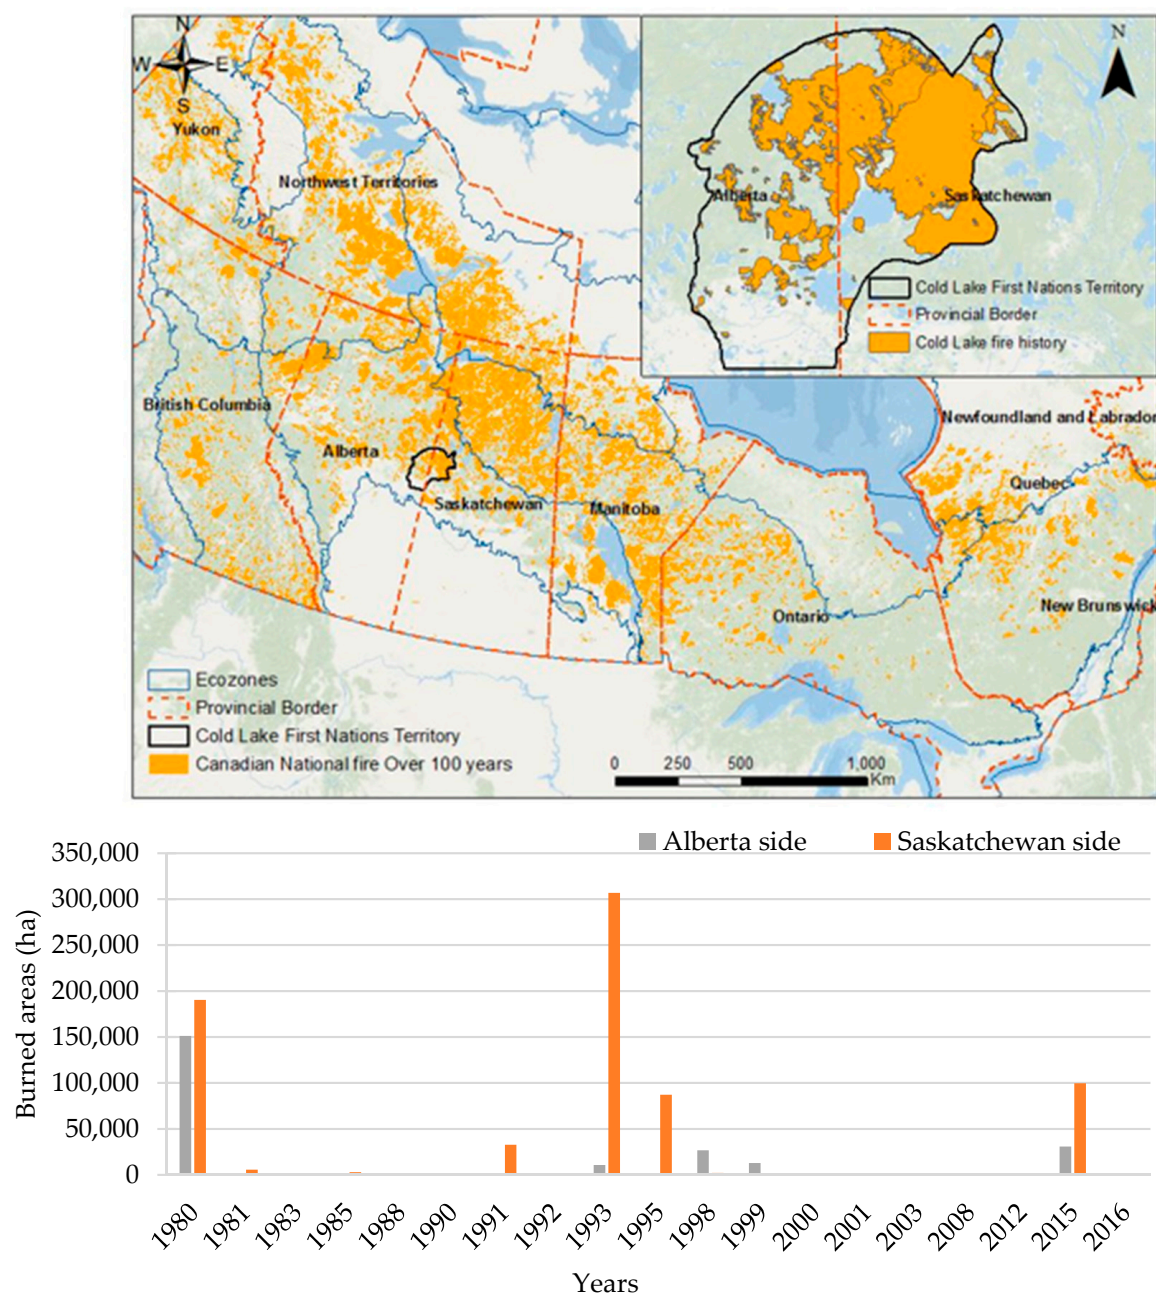 N
W E
S
Yukon
Northwest Territories
British Columbia
Alberta
Saskatchewan
Manitoba
Ontario
Quebec
Newfoundland and Labrador
New Brunswick
N
Alberta
Saskatchewan
Cold Lake First Nations Territory
Provincial Border
Cold Lake fire history
Ecozones
Provincial Border
Cold Lake First Nations Territory
Canadian National fire Over 100 years
0 250 500 1,000
Km
Alberta side Saskatchewan side
350,000
300,000
250,000
200,000
150,000
100,000
50,000
0
Burned areas (ha)
1980 1981 1983 1985 1988 1990 1991 1992 1993 1995 1998 1999 2000 2001 2003 2008 2012 2015 2016
Years